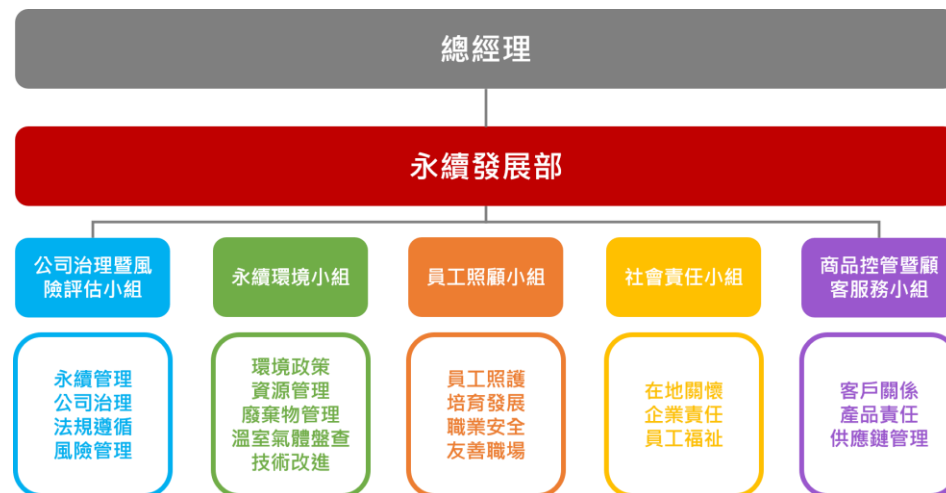 總經理
永續發展部
公司治理暨風
險評估小組
永續環境小組
員工照顧小組
社會責任小組
商品控管暨顧
客服務小組
永續管理
公司治理
法規遵循
風險管理
環境政策
資源管理
廢棄物管理
溫室氣體盤查
技術改進
員工照護
培育發展
職業安全
友善職場
在地關懷
企業責任
員工福祉
客戶關係
產品責任
供應鏈管理